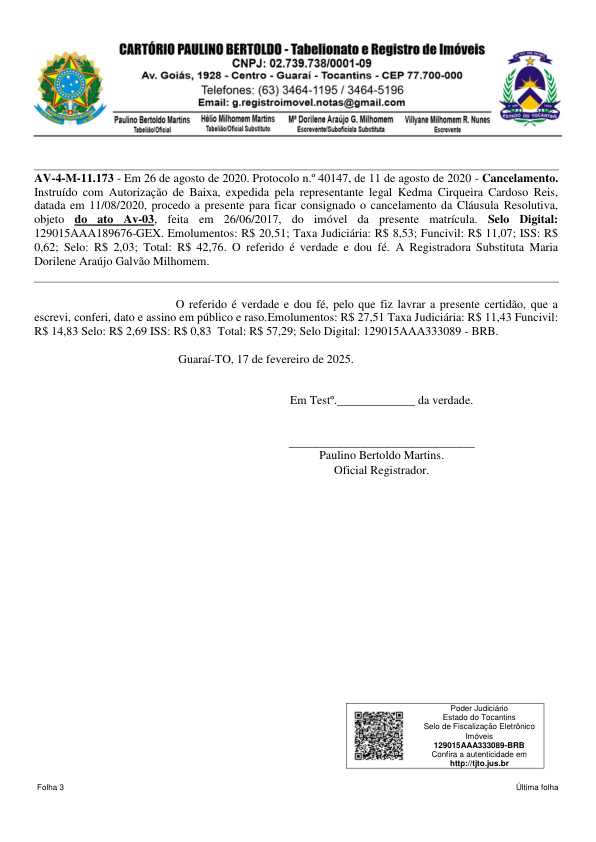 CARTÓRIO PAULINO BERTOLDO - Tabelionato e Registro de Imóveis
CNPJ: 02.739.738/0001-09
Av. Goiás, 1928 - Centro - Guaraí - Tocantins - CEP 77.700-000
Telefones: (63) 3464-1195 / 3464-5196
Email: g.registroimovel.notas@gmail.com
Paulino Bertoldo Martins Hélio Milhomem Martins Mª Dorilene Araújo G. Milhomem Villyane Milhomem R. Nunes
Tabelião/Oficial Tabelião/Oficial Substituto Escrevente/Suboficiala Substituta Escrevente
ESTADO DO TOCANTINS
AV-4-M-11.173 - Em 26 de agosto de 2020. Protocolo n.º 40147, de 11 de agosto de 2020 - Cancelamento.
Instruído com Autorização de Baixa, expedida pela representante legal Kedma Cirqueira Cardoso Reis,
datada em 11/08/2020, procedo a presente para ficar consignado o cancelamento da Cláusula Resolutiva,
objeto do ato Av-03, feita em 26/06/2017, do imóvel da presente matrícula. Selo Digital:
129015AAA189676-GEX. Emolumentos: R$ 20,51; Taxa Judiciária: R$ 8,53; Funcivil: R$ 11,07; ISS: R$
0,62; Selo: R$ 2,03; Total: R$ 42,76. O referido é verdade e dou fé. A Registradora Substituta Maria
Dorilene Araújo Galvão Milhomem.
O referido é verdade e dou fé, pelo que fiz lavrar a presente certidão, que a
escrevi, conferi, dato e assino em público e raso.Emolumentos: R$ 27,51 Taxa Judiciária: R$ 11,43 Funcivil:
R$ 14,83 Selo: R$ 2,69 ISS: R$ 0,83 Total: R$ 57,29; Selo Digital: 129015AAA333089 - BRB.
Guaraí-TO, 17 de fevereiro de 2025.
Em Testº._____________ da verdade.
_______________________________
Paulino Bertoldo Martins.
Oficial Registrador.
Poder Judiciário
Estado do Tocantins
Selo de Fiscalização Eletrônico
Imóveis
129015AAA333089-BRB
Confira a autenticidade em
http://tjto.jus.br
Folha 3 Última folha